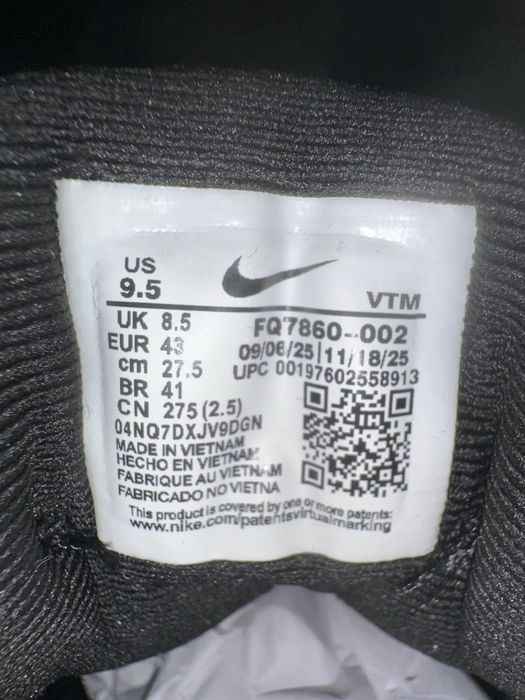 US
9.5
VTM
UK 8.5
EUR 43
cm 27.5
BR 41
CN 275 (2.5)
FQ7860-002
09/06/25|11/18/25
UPC 00197602558913
04NQ7DXJV9DGN
MADE IN VIETNAM
HECHO EN VIETNAM
FABRIQUE AU VIETNAM
FABRICADO NO VIETNA
This product is covered by one or more patents:
www.nike.com/patentsvirtualmarking